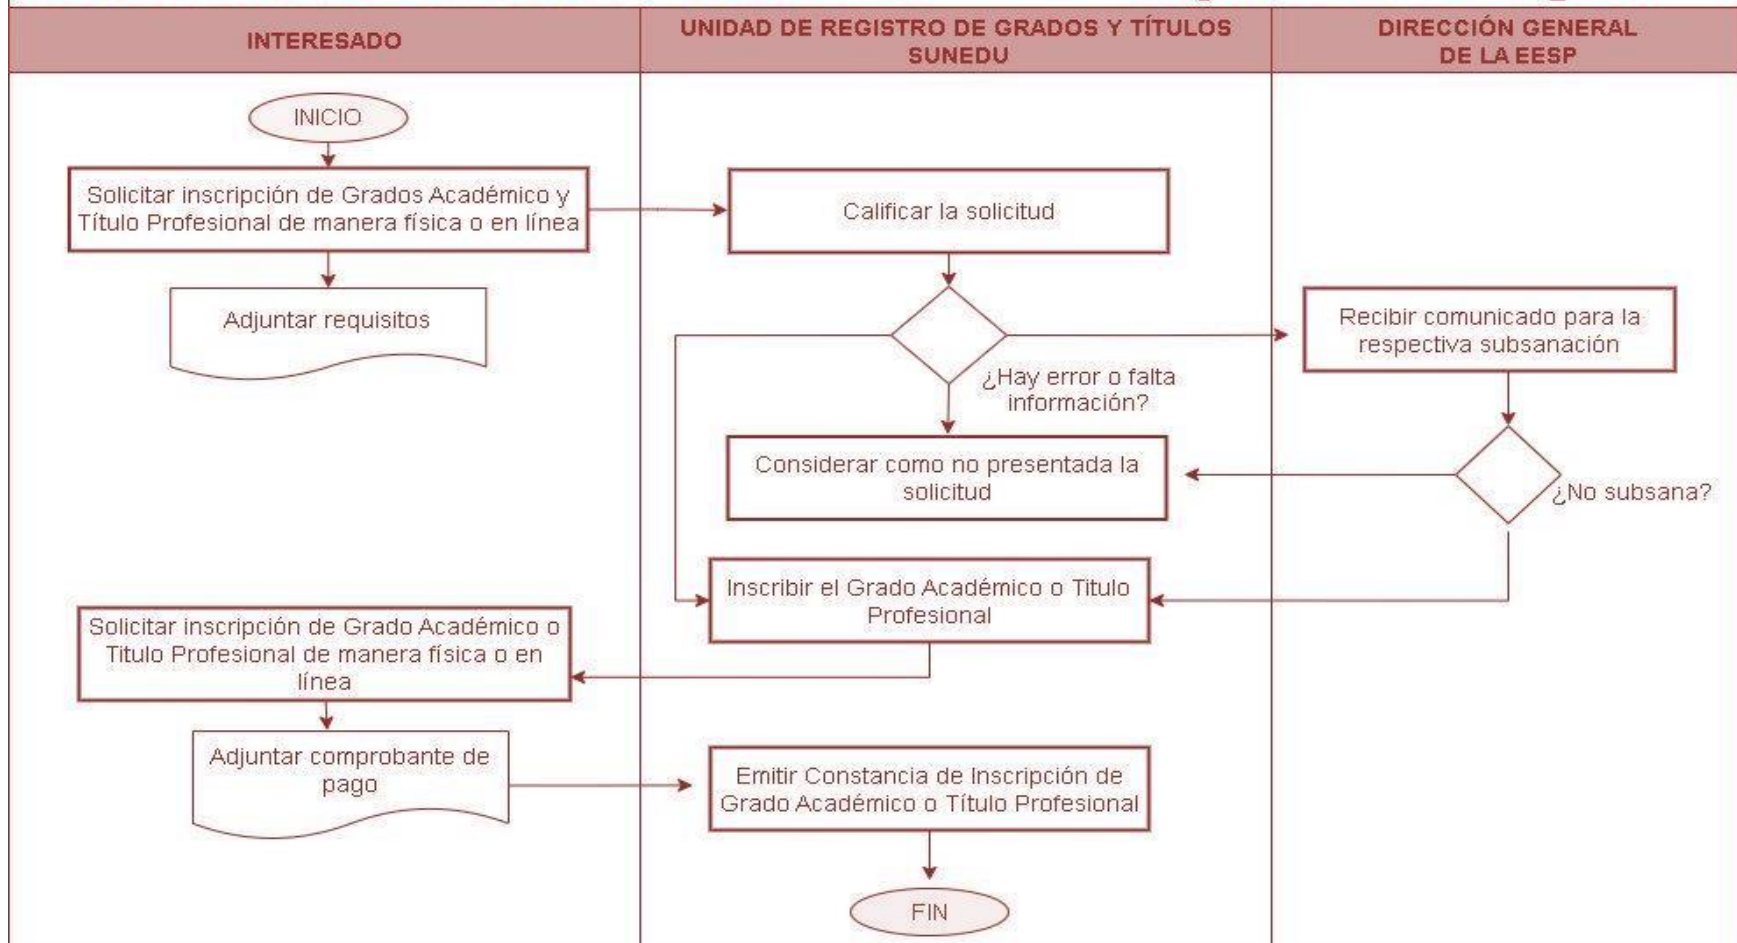 INTERESADO
UNIDAD DE REGISTRO DE GRADOS Y TÍTULOS
SUNEDU
DIRECCIÓN GENERAL
DE LA EESP
INICIO
Solicitar inscripción de Grados Académico y
Título Profesional de manera física o en línea
Calificar la solicitud
Adjuntar requisitos
Recibir comunicado para la
respectiva subsanación
¿Hay error o falta
información?
Considerar como no presentada la
solicitud
¿No subsana?
Inscribir el Grado Académico o Titulo
Profesional
Solicitar inscripción de Grado Académico o
Titulo Profesional de manera física o en
línea
Adjuntar comprobante de
pago
Emitir Constancia de Inscripción de
Grado Académico o Título Profesional
FIN